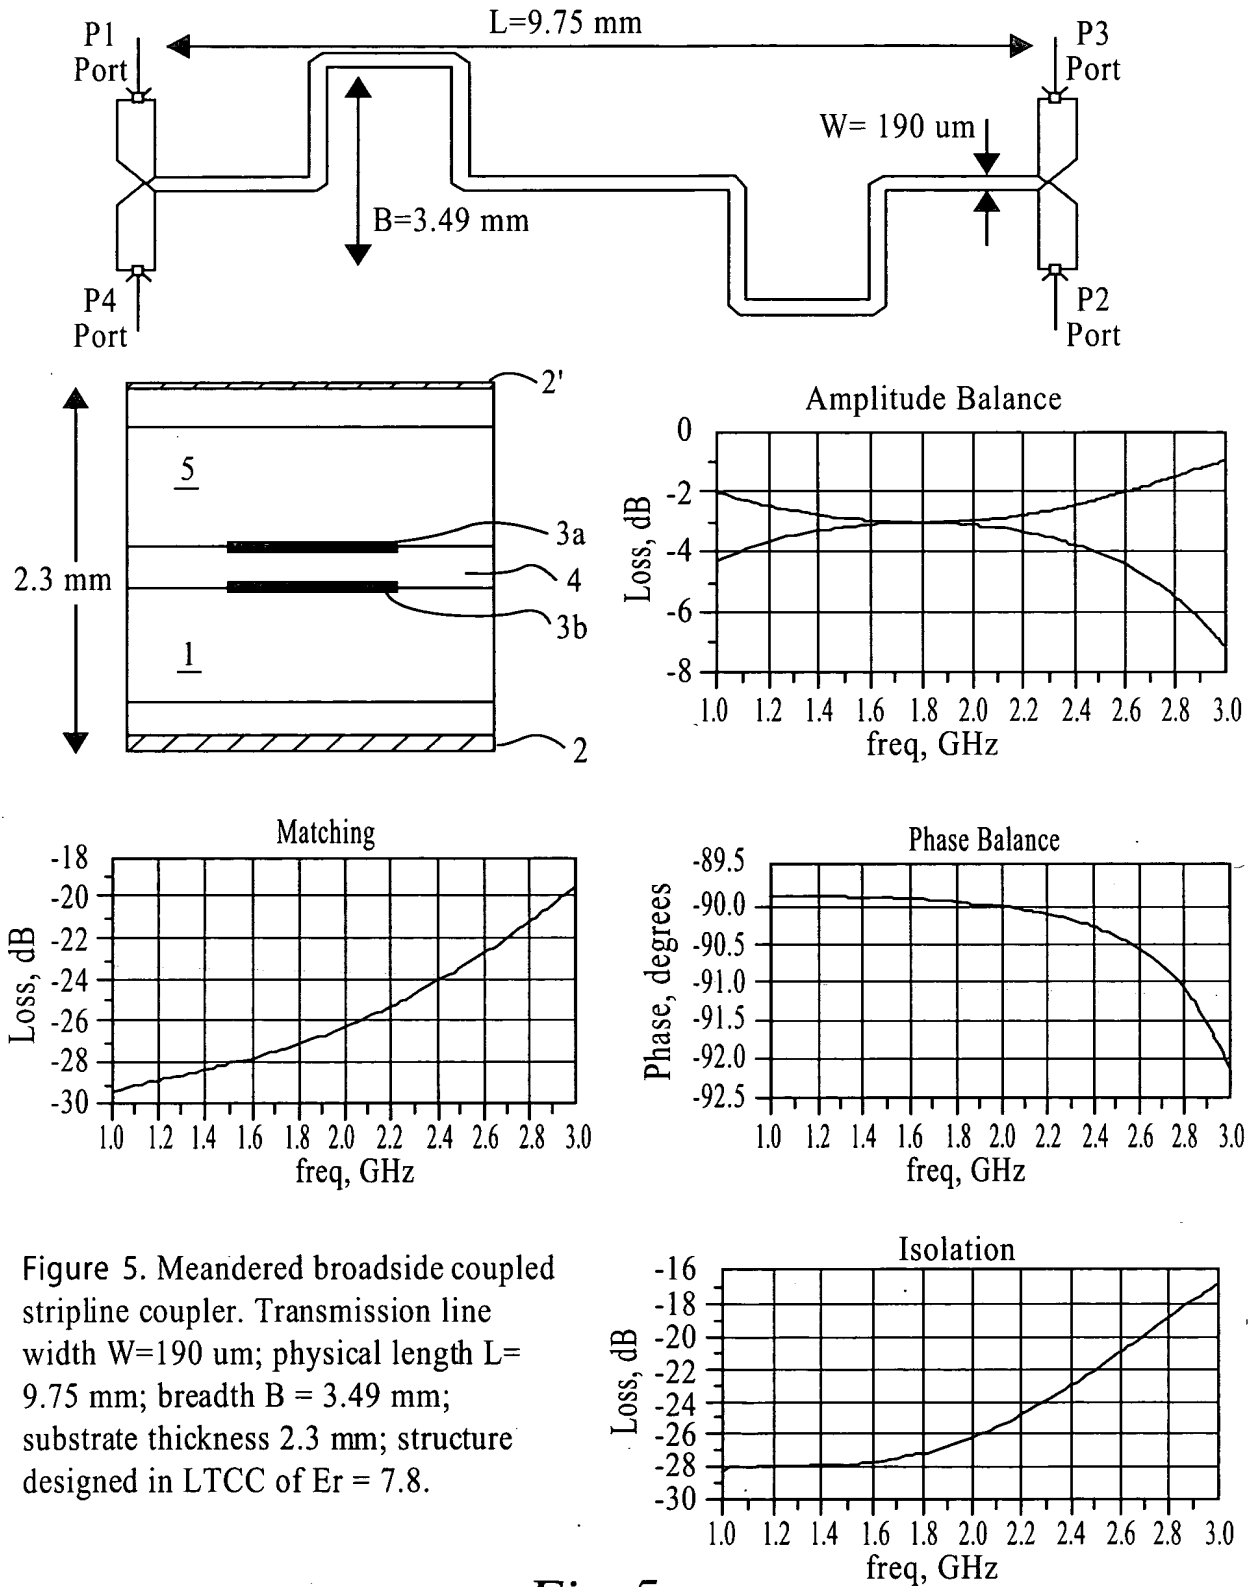 L=9.75 mm
P1
Port
P3
Port
W= 190 um
B=3.49 mm
P4
Port
P2
Port
2'
5
3a
2.3 mm
4
3b
1
2
Amplitude Balance
0
-2
-4
-6
-8
Loss, dB
1.0 1.2 1.4 1.6 1.8 2.0 2.2 2.4 2.6 2.8 3.0
freq, GHz
Matching
-18
-20
-22
-24
-26
-28
-30
Loss, dB
1.0 1.2 1.4 1.6 1.8 2.0 2.2 2.4 2.6 2.8 3.0
freq, GHz
Phase Balance
-89.5
-90.0
-90.5
-91.0
-91.5
-92.0
-92.5
Phase, degrees
1.0 1.2 1.4 1.6 1.8 2.0 2.2 2.4 2.6 2.8 3.0
freq, GHz
Figure 5. Meandered broadside coupled
stripline coupler. Transmission line
width W=190 um; physical length L=
9.75 mm; breadth B = 3.49 mm;
substrate thickness 2.3 mm; structure
designed in LTCC of Er = 7.8.
Isolation
-16
-18
-20
-22
-24
-26
-28
-30
Loss, dB
1.0 1.2 1.4 1.6 1.8 2.0 2.2 2.4 2.6 2.8 3.0
freq, GHz